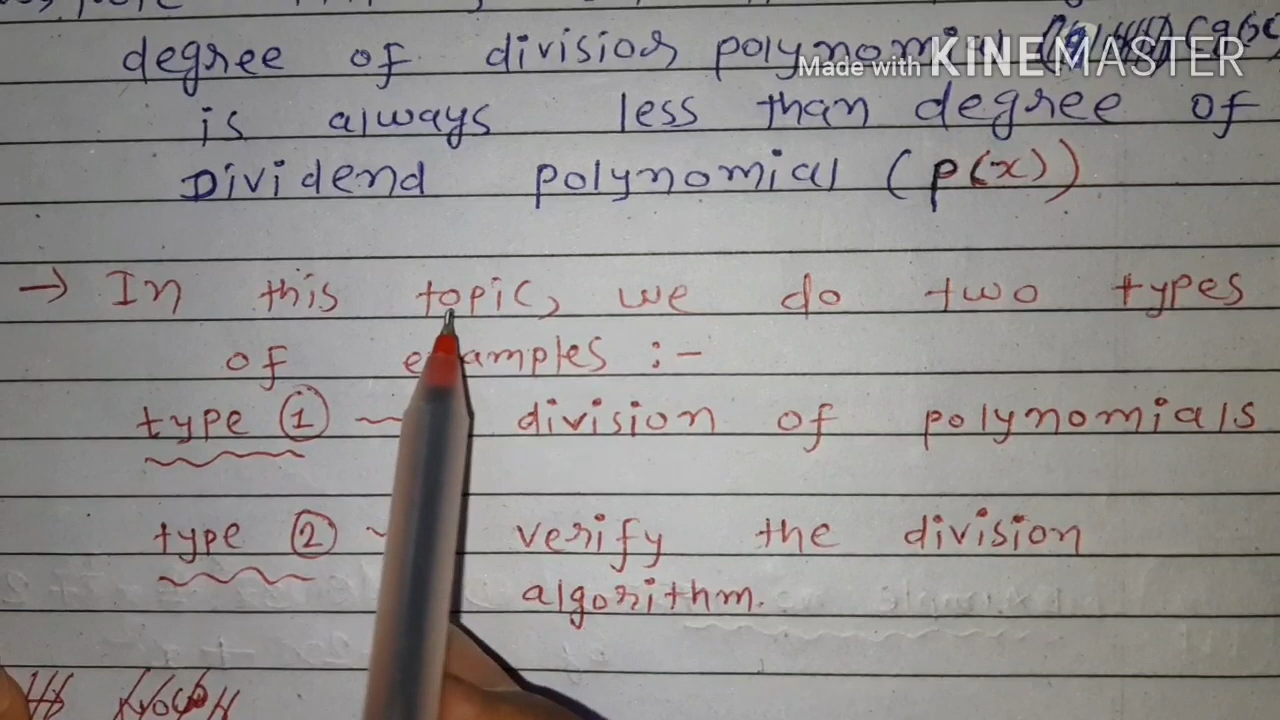 degree of division polynomial (g(x))
Made with KINEMASTER
is always less than degree of
Dividend polynomial (p(x))
→ In this topic, we do two types
of examples :-
type ① ~ division of polynomials
type ② ~ verify the division
algorithm.